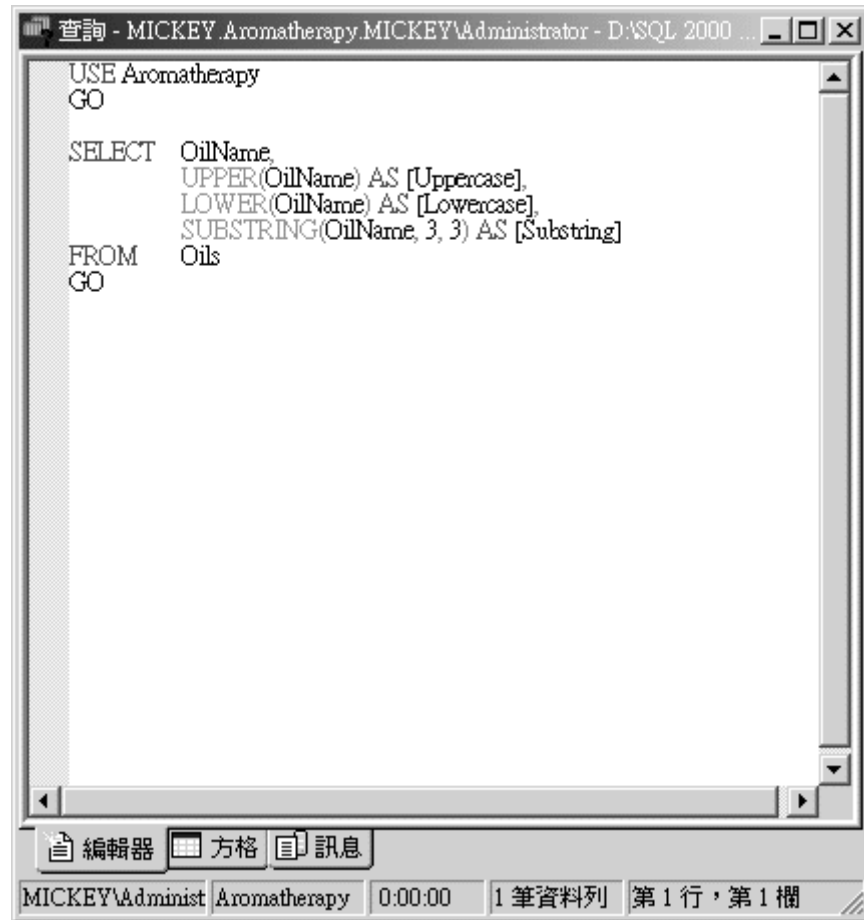 查詢 - MICKEY.Aromatherapy.MICKEY\Administrator - D:\SQL 2000 ...
USE Aromatherapy
GO
SELECT OilName,
UPPER(OilName) AS [Uppercase],
LOWER(OilName) AS [Lowercase],
SUBSTRING(OilName, 3, 3) AS [Substring]
FROM Oils
GO
編輯器 方格 訊息
MICKEY\Administ Aromatherapy 0:00:00 1 筆資料列 第 1 行，第 1 欄